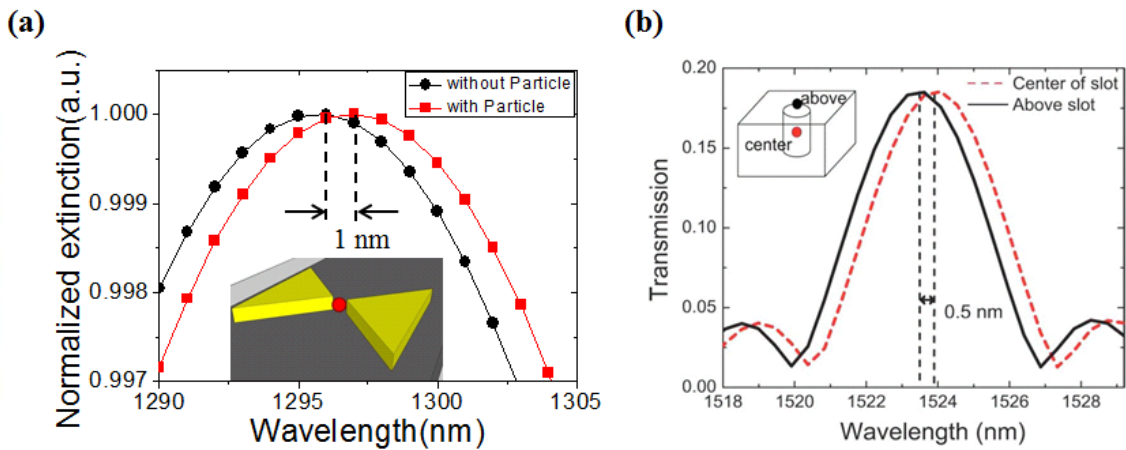 (a)
Normalized extinction(a.u.)
1.000
0.999
0.998
0.997
1290
1295
1300
1305
Wavelength(nm)
without Particle
with Particle
1 nm
(b)
Transmission
0.20
0.15
0.10
0.05
0.00
1518
1520
1522
1524
1526
1528
Wavelength (nm)
Center of slot
Above slot
above
center
0.5 nm